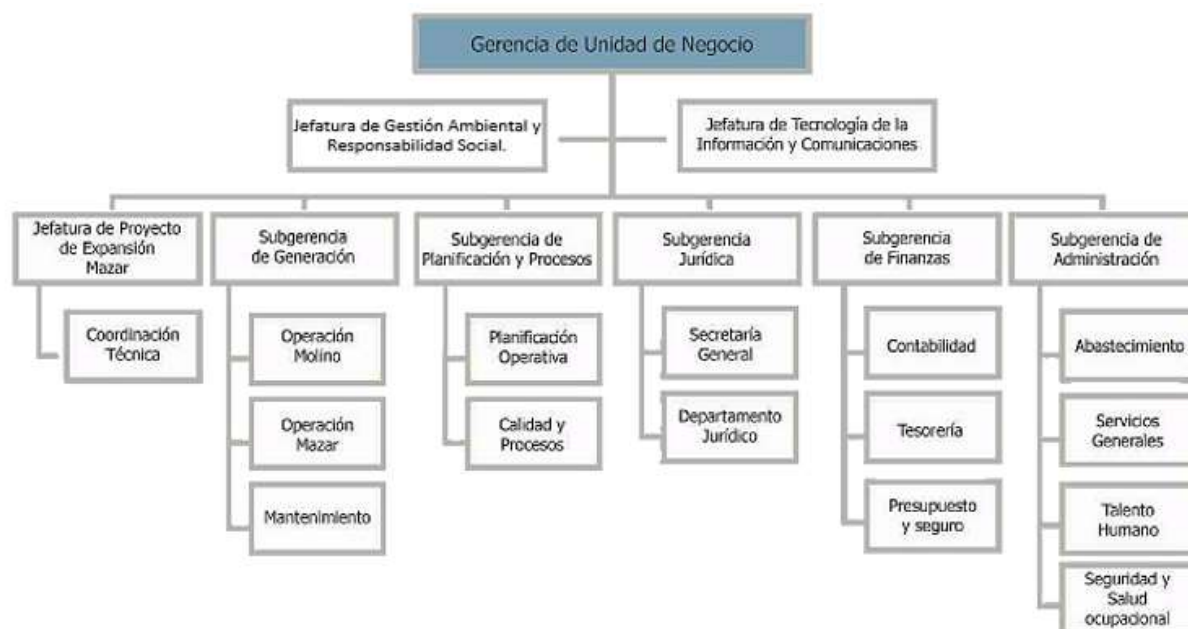 Gerencia de Unidad de Negocio
Jefatura de Gestión Ambiental y
Responsabilidad Social.
Jefatura de Tecnología de la
Información y Comunicaciones
Jefatura de Proyecto
de Expansión
Mazar
Subgerencia
de Generación
Subgerencia de
Planificación y Procesos
Subgerencia
Jurídica
Subgerencia
de Finanzas
Subgerencia de
Administración
Coordinación
Técnica
Operación
Molino
Operación
Mazar
Mantenimiento
Planificación
Operativa
Calidad y
Procesos
Secretaría
General
Departamento
Jurídico
Contabilidad
Tesorería
Presupuesto
y seguro
Abastecimiento
Servicios
Generales
Talento
Humano
Seguridad y
Salud
ocupacional